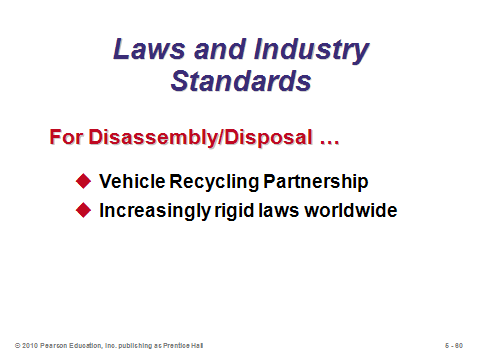 Laws and Industry
Standards
For Disassembly/Disposal …
Vehicle Recycling Partnership
Increasingly rigid laws worldwide
© 2010 Pearson Education, Inc. publishing as Prentice Hall
5 - 60